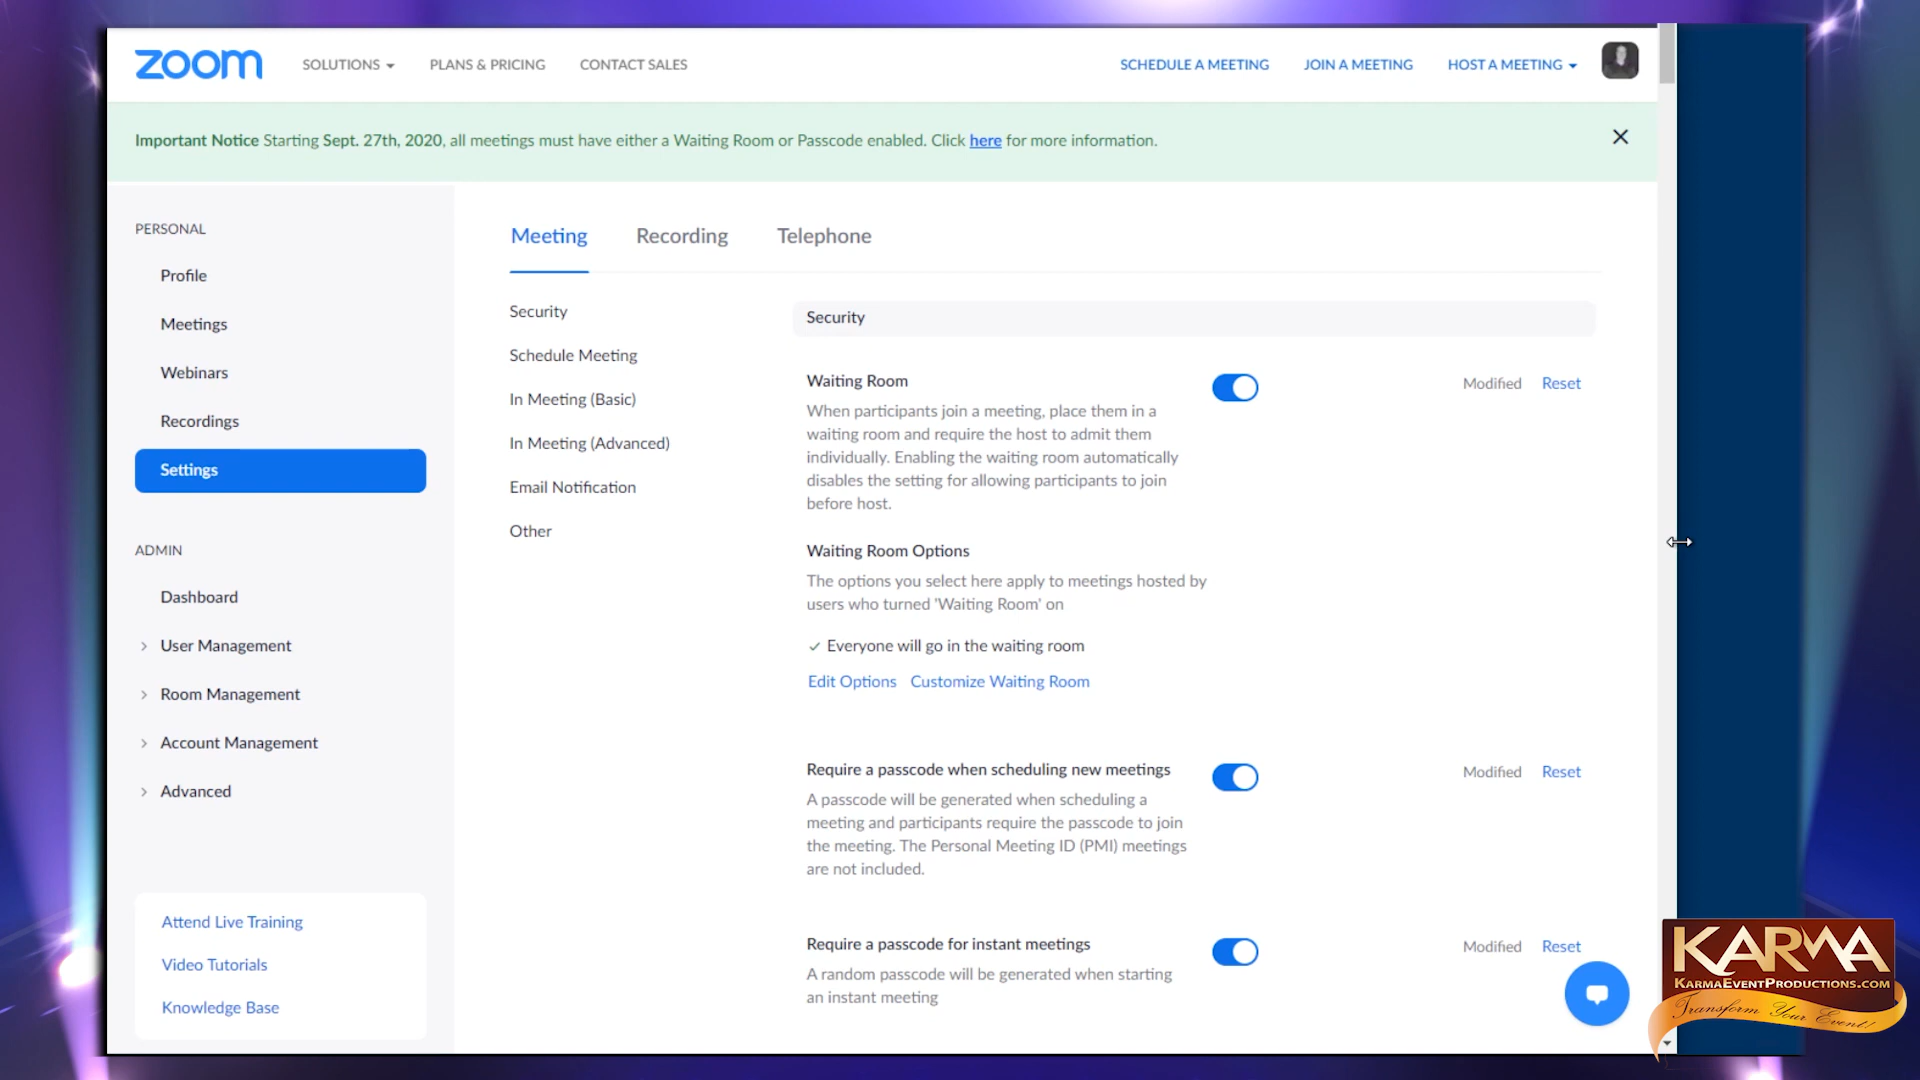 zoom
SOLUTIONS
PLANS & PRICING
CONTACT SALES
SCHEDULE A MEETING
JOIN A MEETING
HOST A MEETING
Important Notice Starting Sept. 27th, 2020, all meetings must have either a Waiting Room or Passcode enabled. Click here for more information.
PERSONAL
Profile
Meetings
Webinars
Recordings
Settings
ADMIN
Dashboard
User Management
Room Management
Account Management
Advanced
Attend Live Training
Video Tutorials
Knowledge Base
Meeting
Recording
Telephone
Security
Schedule Meeting
In Meeting (Basic)
In Meeting (Advanced)
Email Notification
Other
Security
Waiting Room
Modified Reset
When participants join a meeting, place them in a
waiting room and require the host to admit them
individually. Enabling the waiting room automatically
disables the setting for allowing participants to join
before host.
Waiting Room Options
The options you select here apply to meetings hosted by
users who turned 'Waiting Room' on
Everyone will go in the waiting room
Edit Options Customize Waiting Room
Require a passcode when scheduling new meetings
Modified Reset
A passcode will be generated when scheduling a
meeting and participants require the passcode to join
the meeting. The Personal Meeting ID (PMI) meetings
are not included.
Require a passcode for instant meetings
Modified Reset
A random passcode will be generated when starting
an instant meeting
KARMA
KARMAEVENTPRODUCTIONS.COM
Transform Your Event!